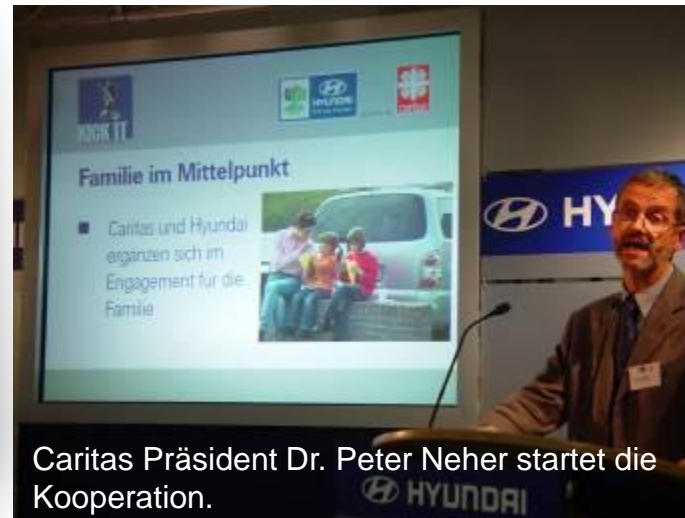 KICK IT
HYUNDAI
Familie im Mittelpunkt
Caritas und Hyundai
ergänzen sich im
Engagement für die
Familie
HY
Caritas Präsident Dr. Peter Neher startet die
Kooperation.
HYUNDAI